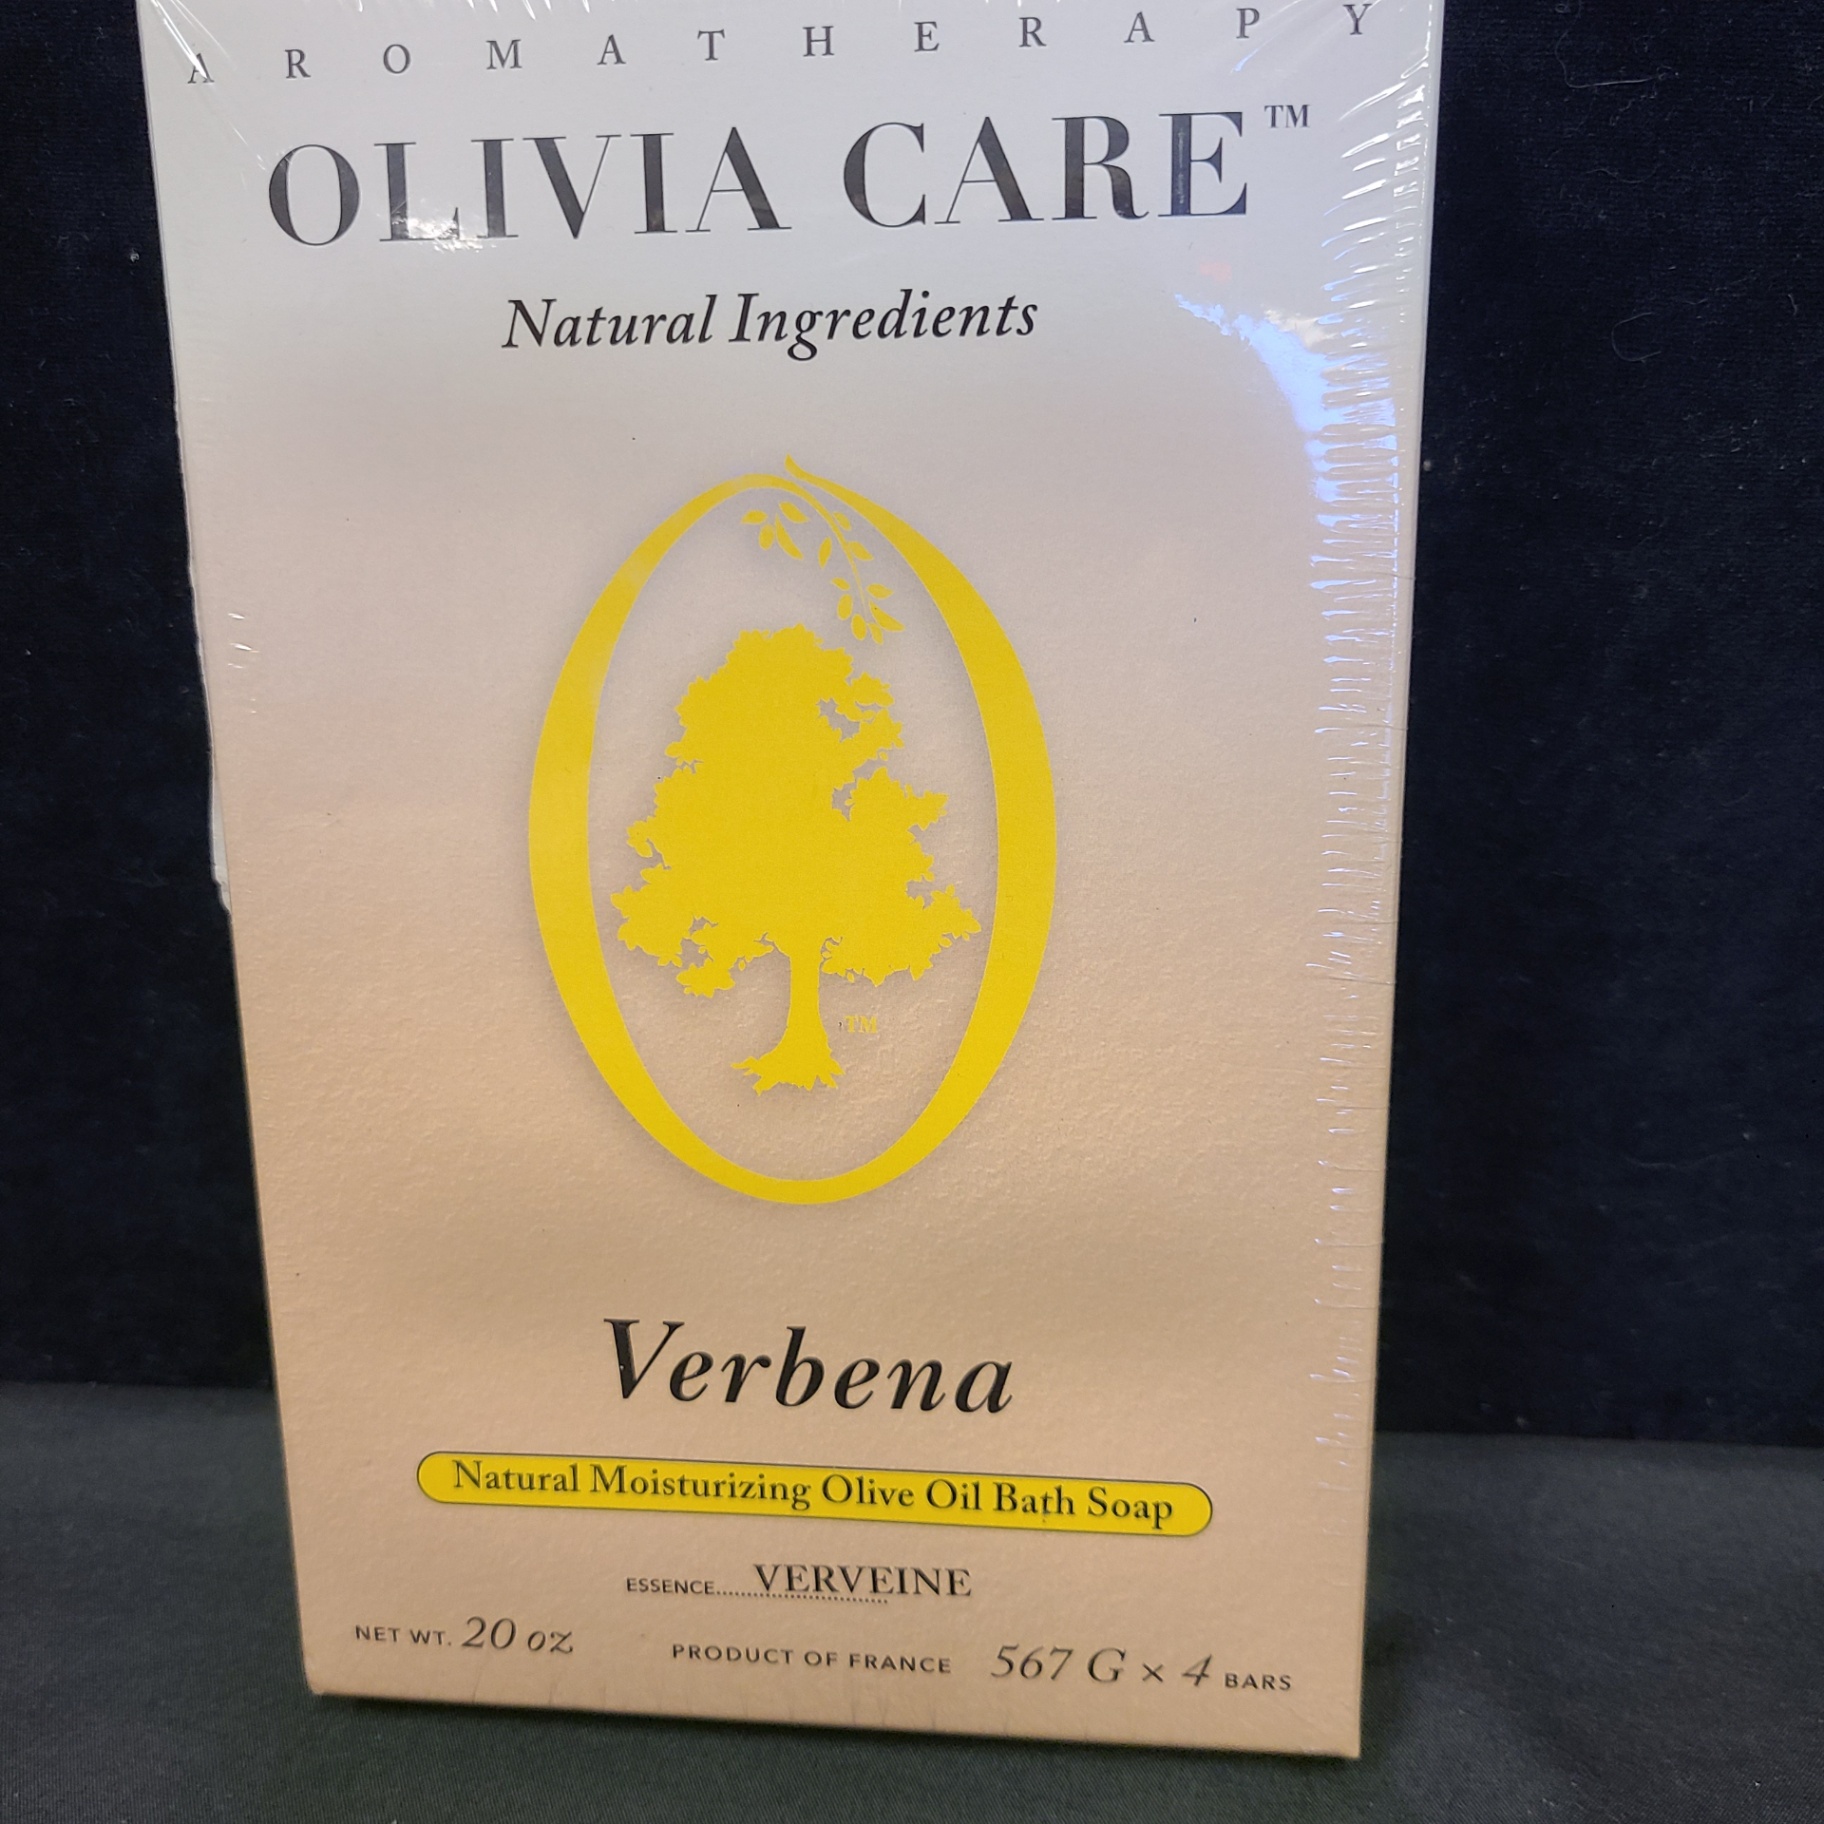 AROMATHERAPY
OLIVIA CARE™
Natural Ingredients
TM
Verbena
Natural Moisturizing Olive Oil Bath Soap
ESSENCE......VERVEINE
NET WT. 20 oz PRODUCT OF FRANCE 567 G × 4 BARS